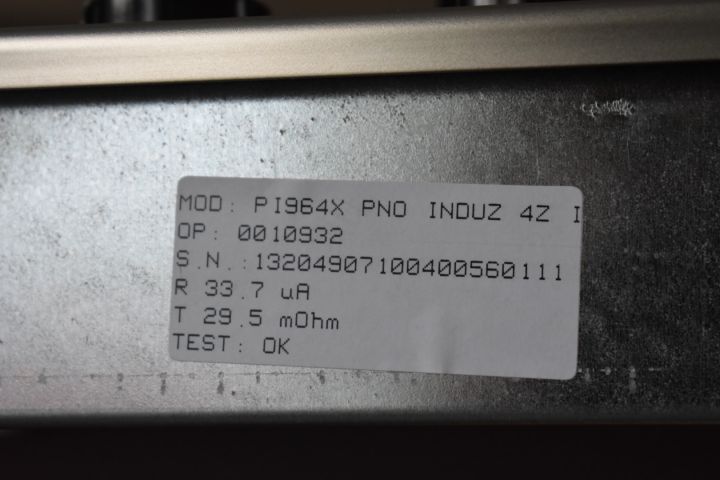 MOD: PI964X PNO INDUZ 4Z I
OP: 0010932
S.N.:13204907100400560111
R 33.7 uA
T 29.5 mOhm
TEST: OK